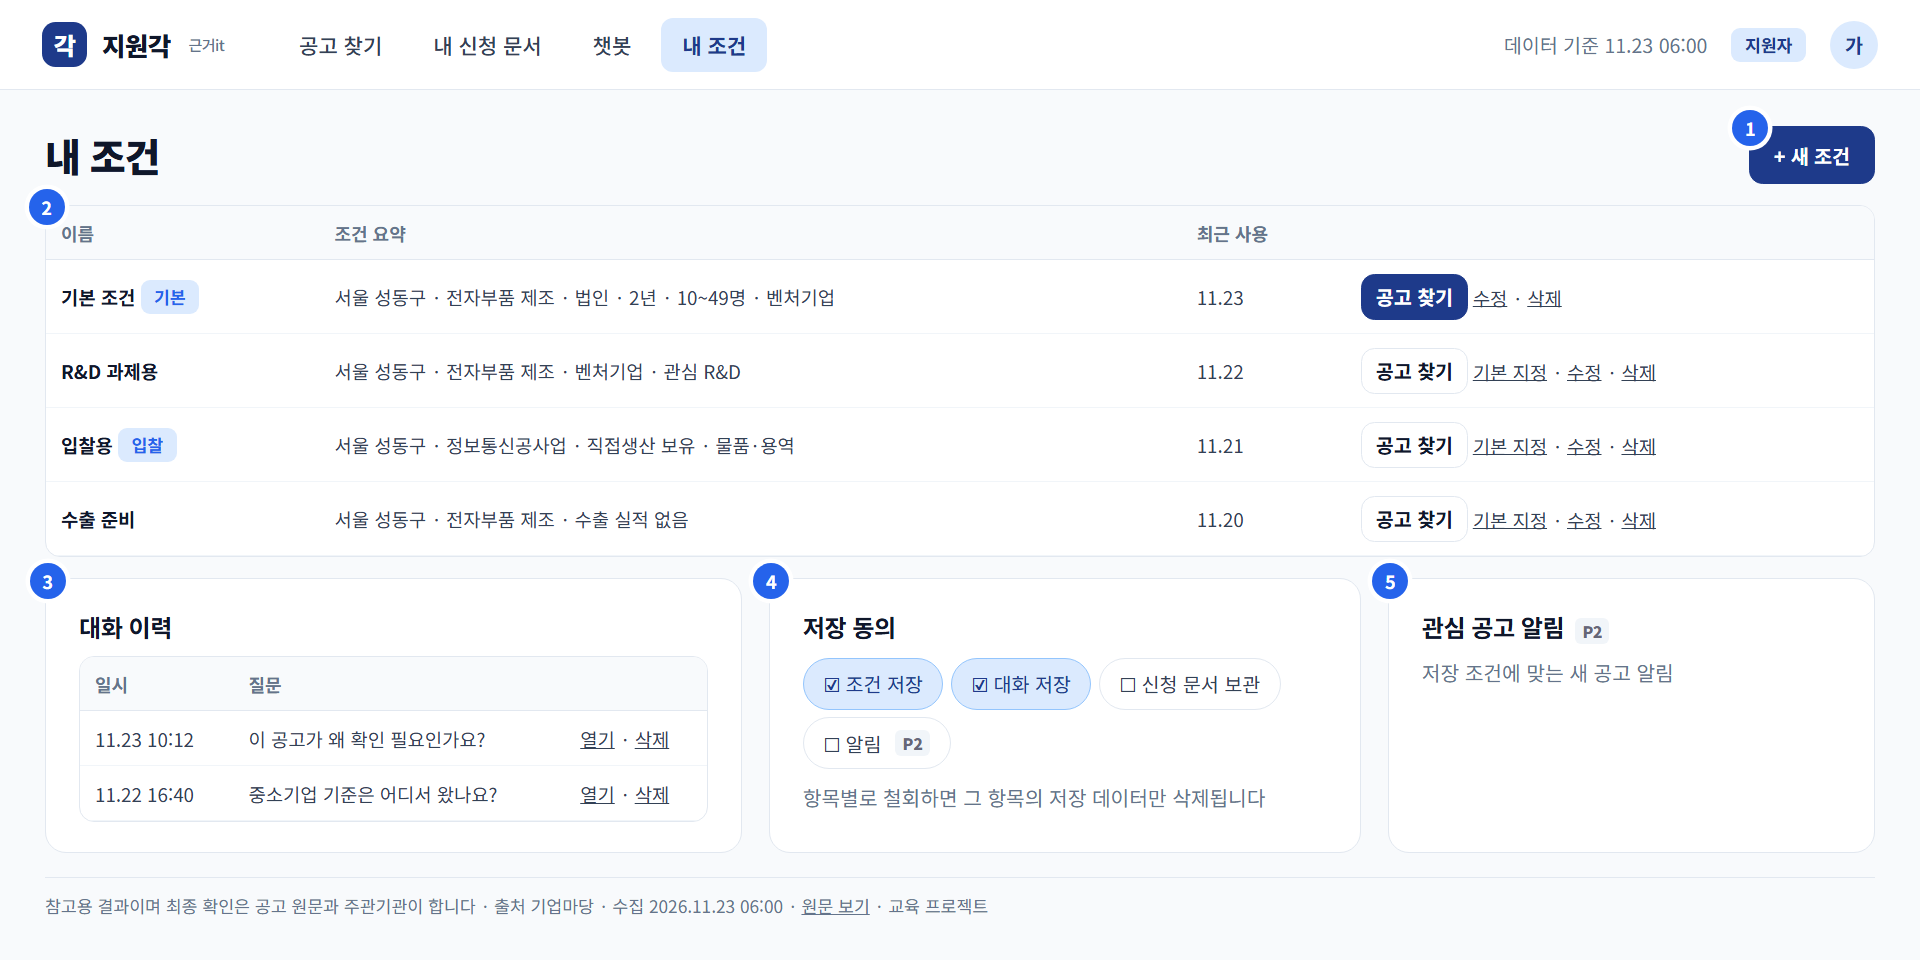 각 지원각 근거it 공고 찾기 내 신청 문서 챗봇 내 조건 데이터 기준 11.23 06:00 지원자 가
내 조건 1 + 새 조건
2
이름 조건 요약 최근 사용
기본 조건 기본 서울 성동구 · 전자부품 제조 · 법인 · 2년 · 10~49명 · 벤처기업 11.23 공고 찾기 수정 · 삭제
R&D 과제용 서울 성동구 · 전자부품 제조 · 벤처기업 · 관심 R&D 11.22 공고 찾기 기본 지정 · 수정 · 삭제
입찰용 입찰 서울 성동구 · 정보통신공사업 · 직접생산 보유 · 물품·용역 11.21 공고 찾기 기본 지정 · 수정 · 삭제
수출 준비 서울 성동구 · 전자부품 제조 · 수출 실적 없음 11.20 공고 찾기 기본 지정 · 수정 · 삭제
3
대화 이력
일시 질문
11.23 10:12 이 공고가 왜 확인 필요인가요? 열기 · 삭제
11.22 16:40 중소기업 기준은 어디서 왔나요? 열기 · 삭제
4
저장 동의
☑ 조건 저장 ☑ 대화 저장 ☐ 신청 문서 보관
☐ 알림 P2
항목별로 철회하면 그 항목의 저장 데이터만 삭제됩니다
5
관심 공고 알림 P2
저장 조건에 맞는 새 공고 알림
참고용 결과이며 최종 확인은 공고 원문과 주관기관이 합니다 · 출처 기업마당 · 수집 2026.11.23 06:00 · 원문 보기 · 교육 프로젝트